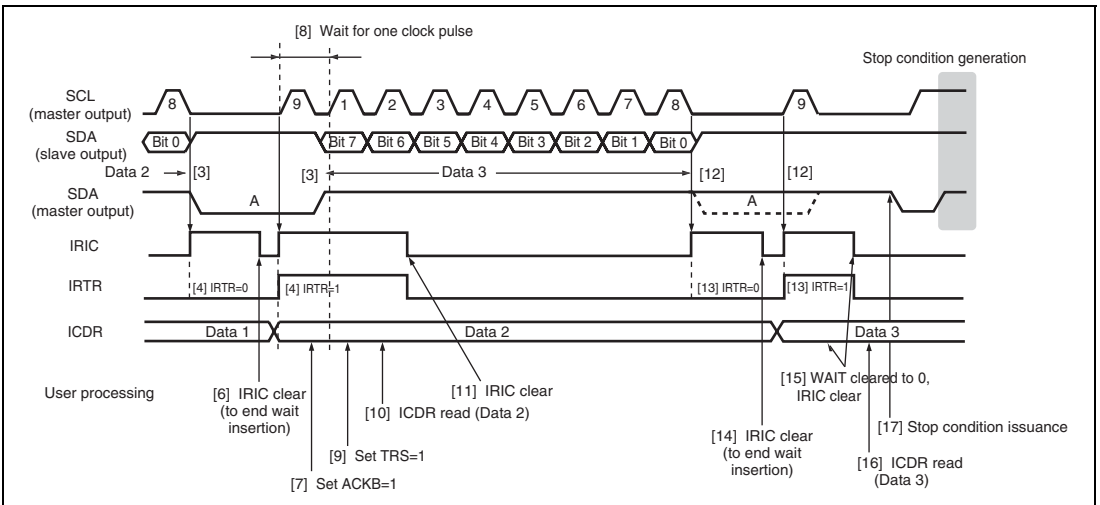 [8] Wait for one clock pulse
Stop condition generation
SCL
(master output)
8 9 1 2 3 4 5 6 7 8 9
SDA
(slave output)
Bit 0 Bit 7 Bit 6 Bit 5 Bit 4 Bit 3 Bit 2 Bit 1 Bit 0
Data 2 [3] [3] Data 3 [12] [12]
SDA
(master output)
A A
IRIC
IRTR
[4] IRTR=0 [4] IRTR=1 [13] IRTR=0 [13] IRTR=1
ICDR Data 1 Data 2 Data 3
User processing
[6] IRIC clear
(to end wait
insertion)
[7] Set ACKB=1
[9] Set TRS=1
[10] ICDR read (Data 2)
[11] IRIC clear
[14] IRIC clear
(to end wait
insertion)
[15] WAIT cleared to 0,
IRIC clear
[16] ICDR read
(Data 3)
[17] Stop condition issuance